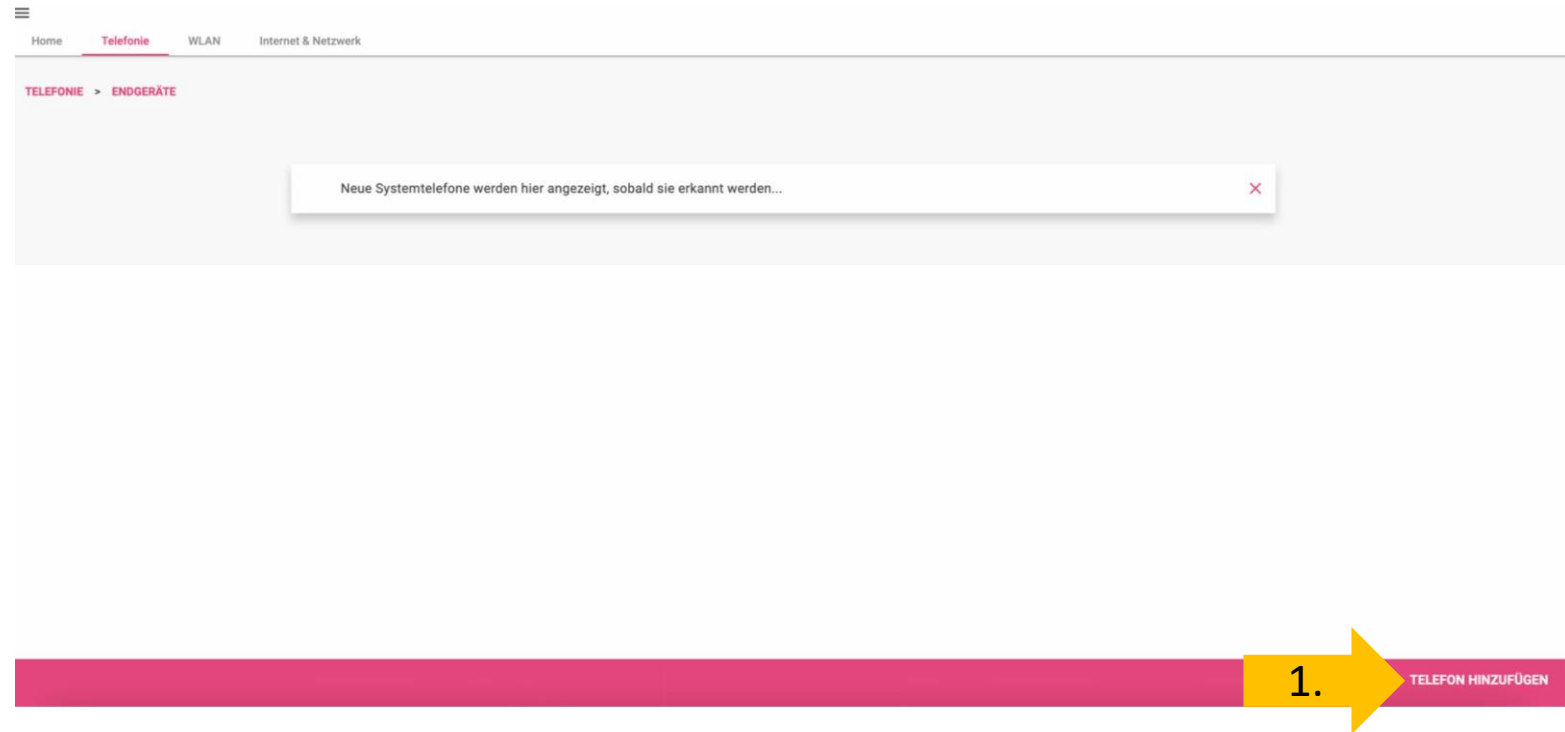 Home Telefonie WLAN Internet & Netzwerk
TELEFONIE > ENDGERÄTE
Neue Systemtelefone werden hier angezeigt, sobald sie erkannt werden...
1. TELEFON HINZUFÜGEN